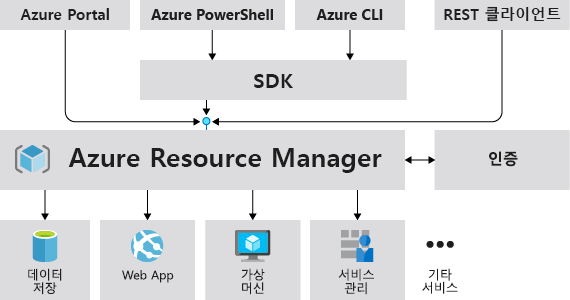 Azure Portal
Azure PowerShell
Azure CLI
REST 클라이언트
SDK
Azure Resource Manager
인증
데이터
저장
Web App
가상
머신
서비스
관리
기타
서비스